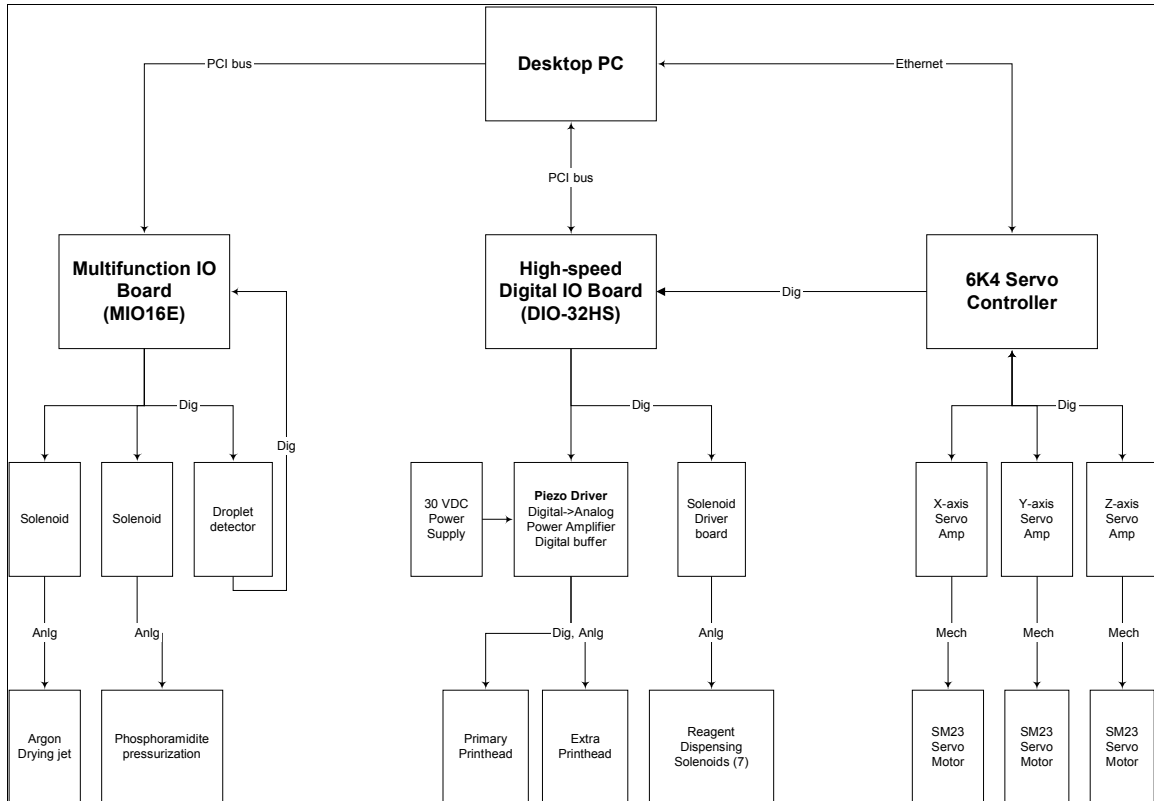 Desktop PC
PCI bus
Ethernet
PCI bus
Multifunction IO
Board
(MIO16E)
High-speed
Digital IO Board
(DIO-32HS)
Dig
6K4 Servo
Controller
Dig
Dig
Dig
Dig
Solenoid
Solenoid
Droplet
detector
30 VDC
Power
Supply
Piezo Driver
Digital->Analog
Power Amplifier
Digital buffer
Solenoid
Driver
board
X-axis
Servo
Amp
Y-axis
Servo
Amp
Z-axis
Servo
Amp
Anlg
Anlg
Dig, Anlg
Anlg
Mech
Mech
Mech
Argon
Drying jet
Phosphoramidite
pressurization
Primary
Printhead
Extra
Printhead
Reagent
Dispensing
Solenoids (7)
SM23
Servo
Motor
SM23
Servo
Motor
SM23
Servo
Motor